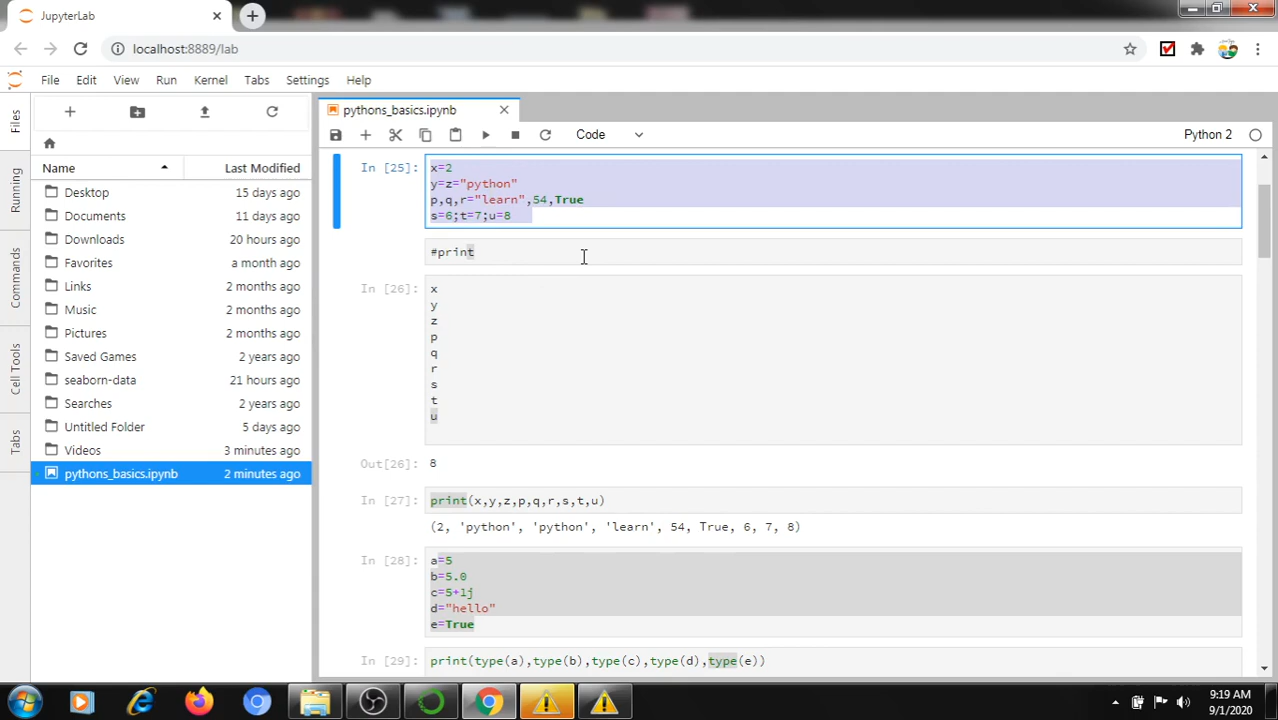 JupyterLab
localhost:8889/lab
File Edit View Run Kernel Tabs Settings Help
Files
Running
Commands
Cell Tools
Tabs
Name Last Modified
Desktop 15 days ago
Documents 11 days ago
Downloads 20 hours ago
Favorites a month ago
Links 2 months ago
Music 2 months ago
Pictures 2 months ago
Saved Games 2 years ago
seaborn-data 21 hours ago
Searches 2 years ago
Untitled Folder 5 days ago
Videos 3 minutes ago
pythons_basics.ipynb 2 minutes ago
pythons_basics.ipynb
Code Python 2
In [25]: x=2
y=z="python"
p,q,r="learn",54,True
s=6;t=7;u=8
#print
In [26]: x
y
z
p
q
r
s
t
u
Out[26]: 8
In [27]: print(x,y,z,p,q,r,s,t,u)
(2, 'python', 'python', 'learn', 54, True, 6, 7, 8)
In [28]: a=5
b=5.0
c=5+1j
d="hello"
e=True
In [29]: print(type(a),type(b),type(c),type(d),type(e))
9:19 AM
9/1/2020